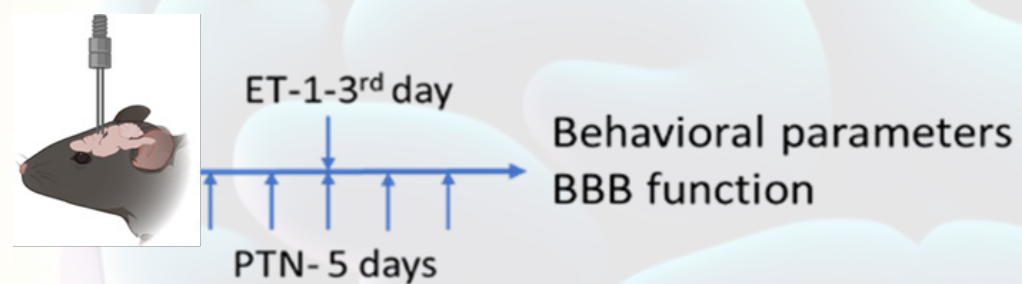 ET-1-3rd day
Behavioral parameters
BBB function
PTN- 5 days